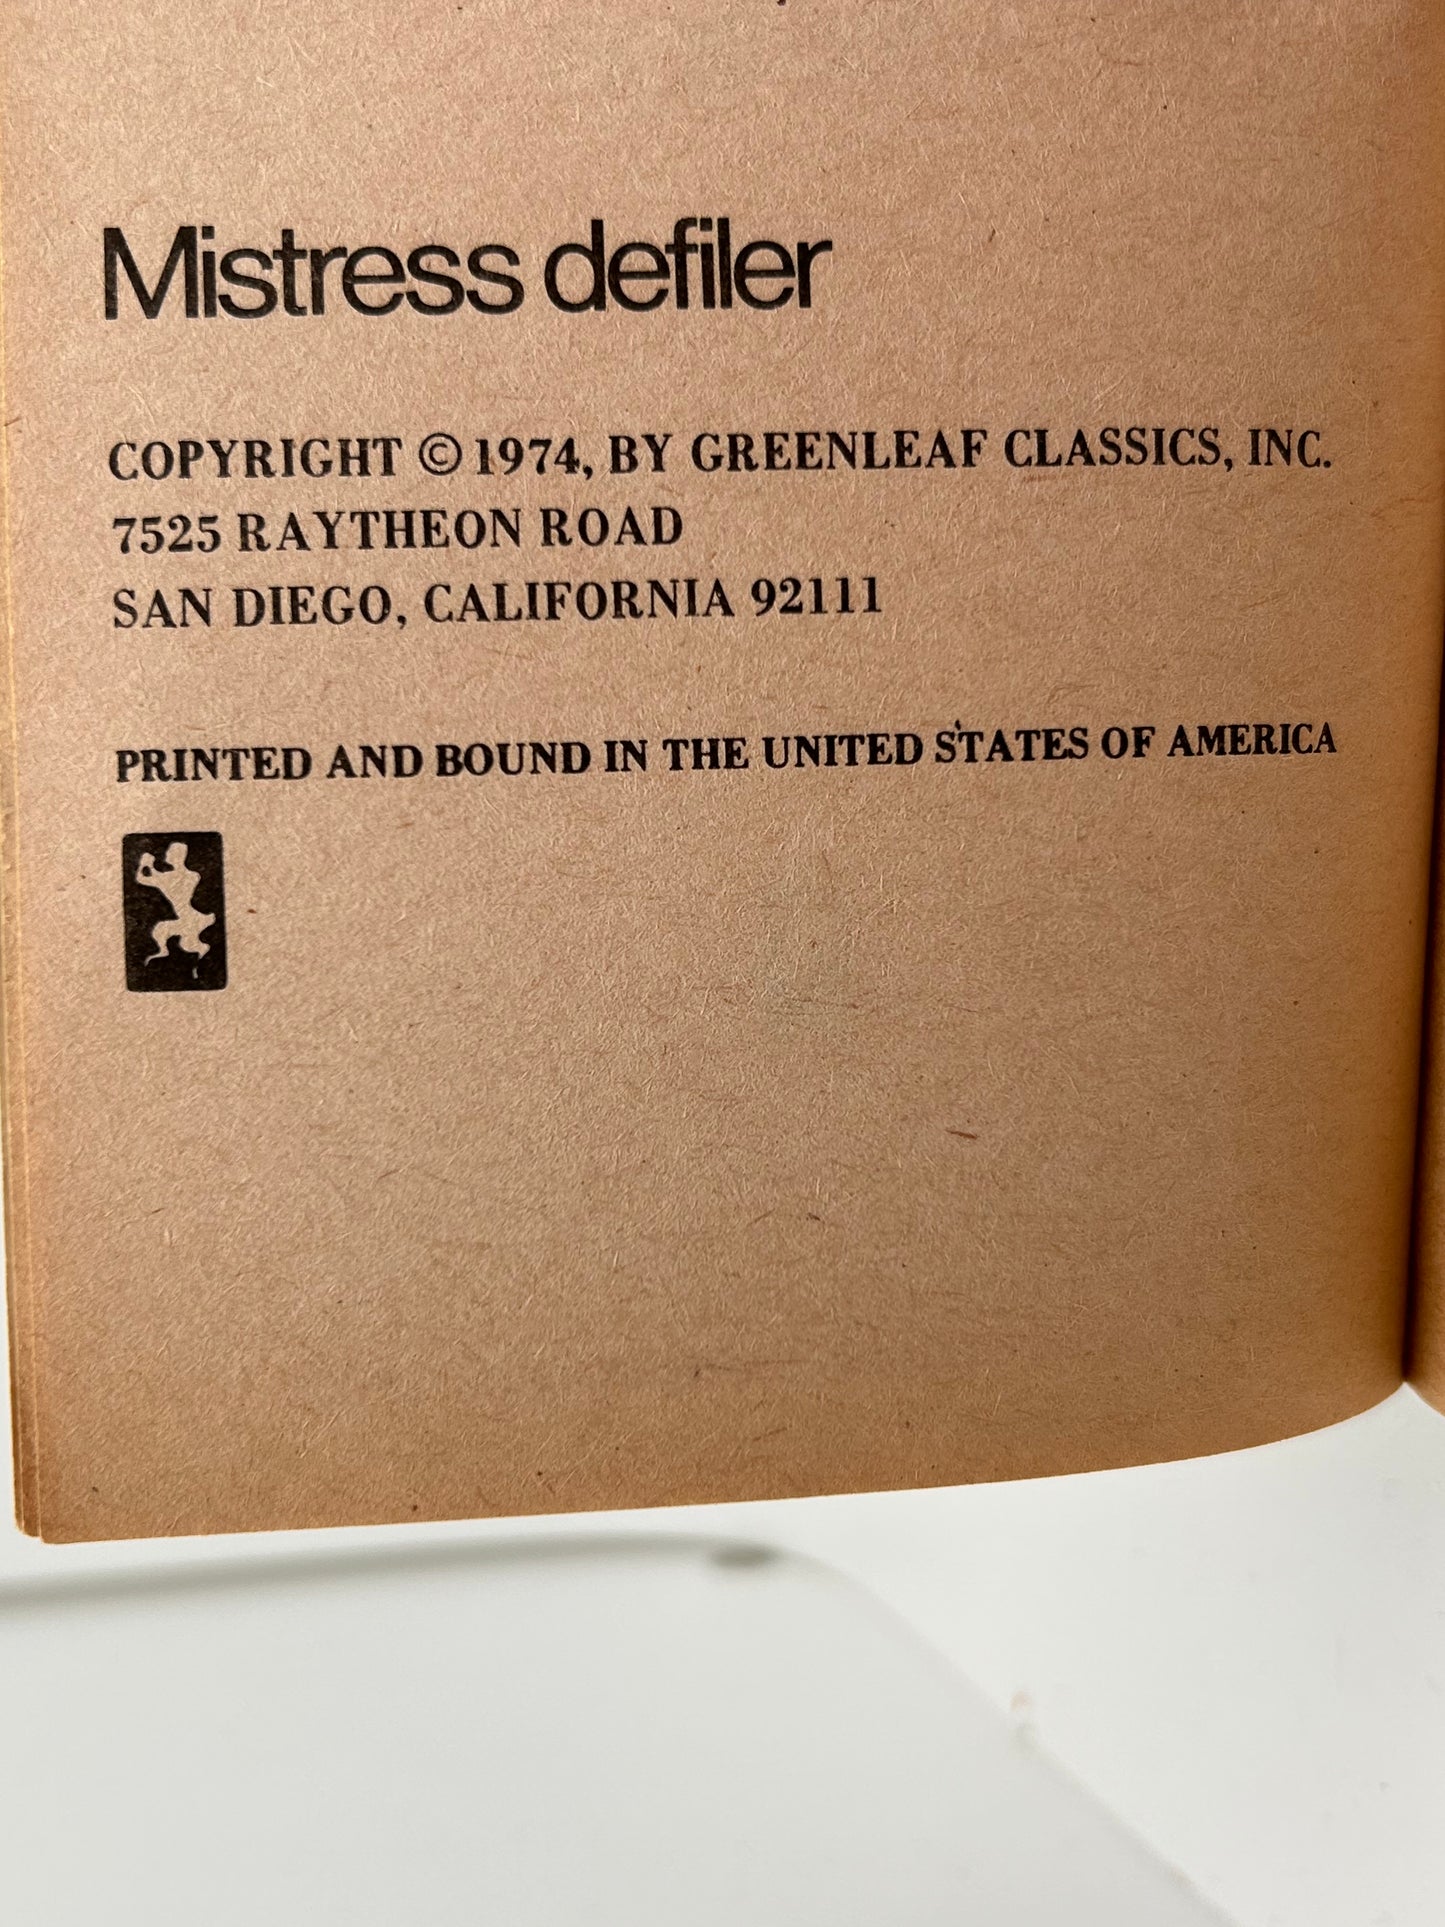 Mistress defiler
COPYRIGHT © 1974, BY GREENLEAF CLASSICS, INC.
7525 RAYTHEON ROAD
SAN DIEGO, CALIFORNIA 92111
PRINTED AND BOUND IN THE UNITED STATES OF AMERICA